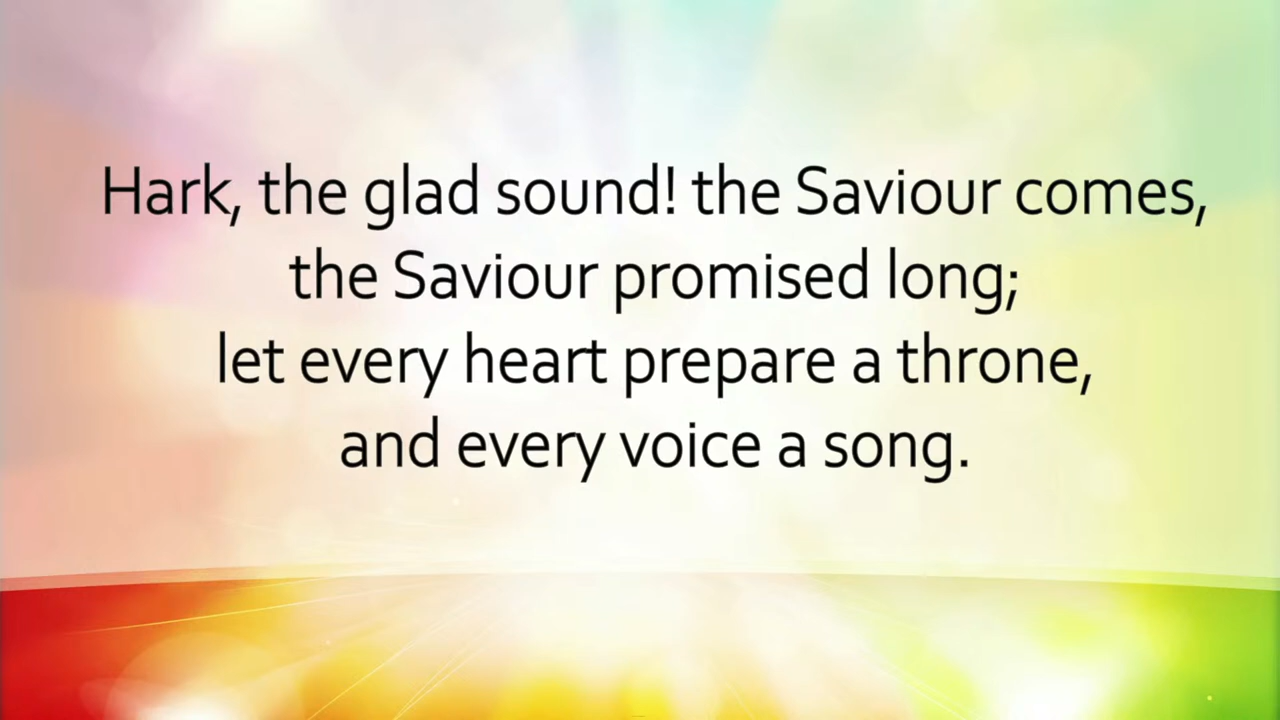 Hark, the glad sound! the Saviour comes,
the Saviour promised long;
let every heart prepare a throne,
and every voice a song.